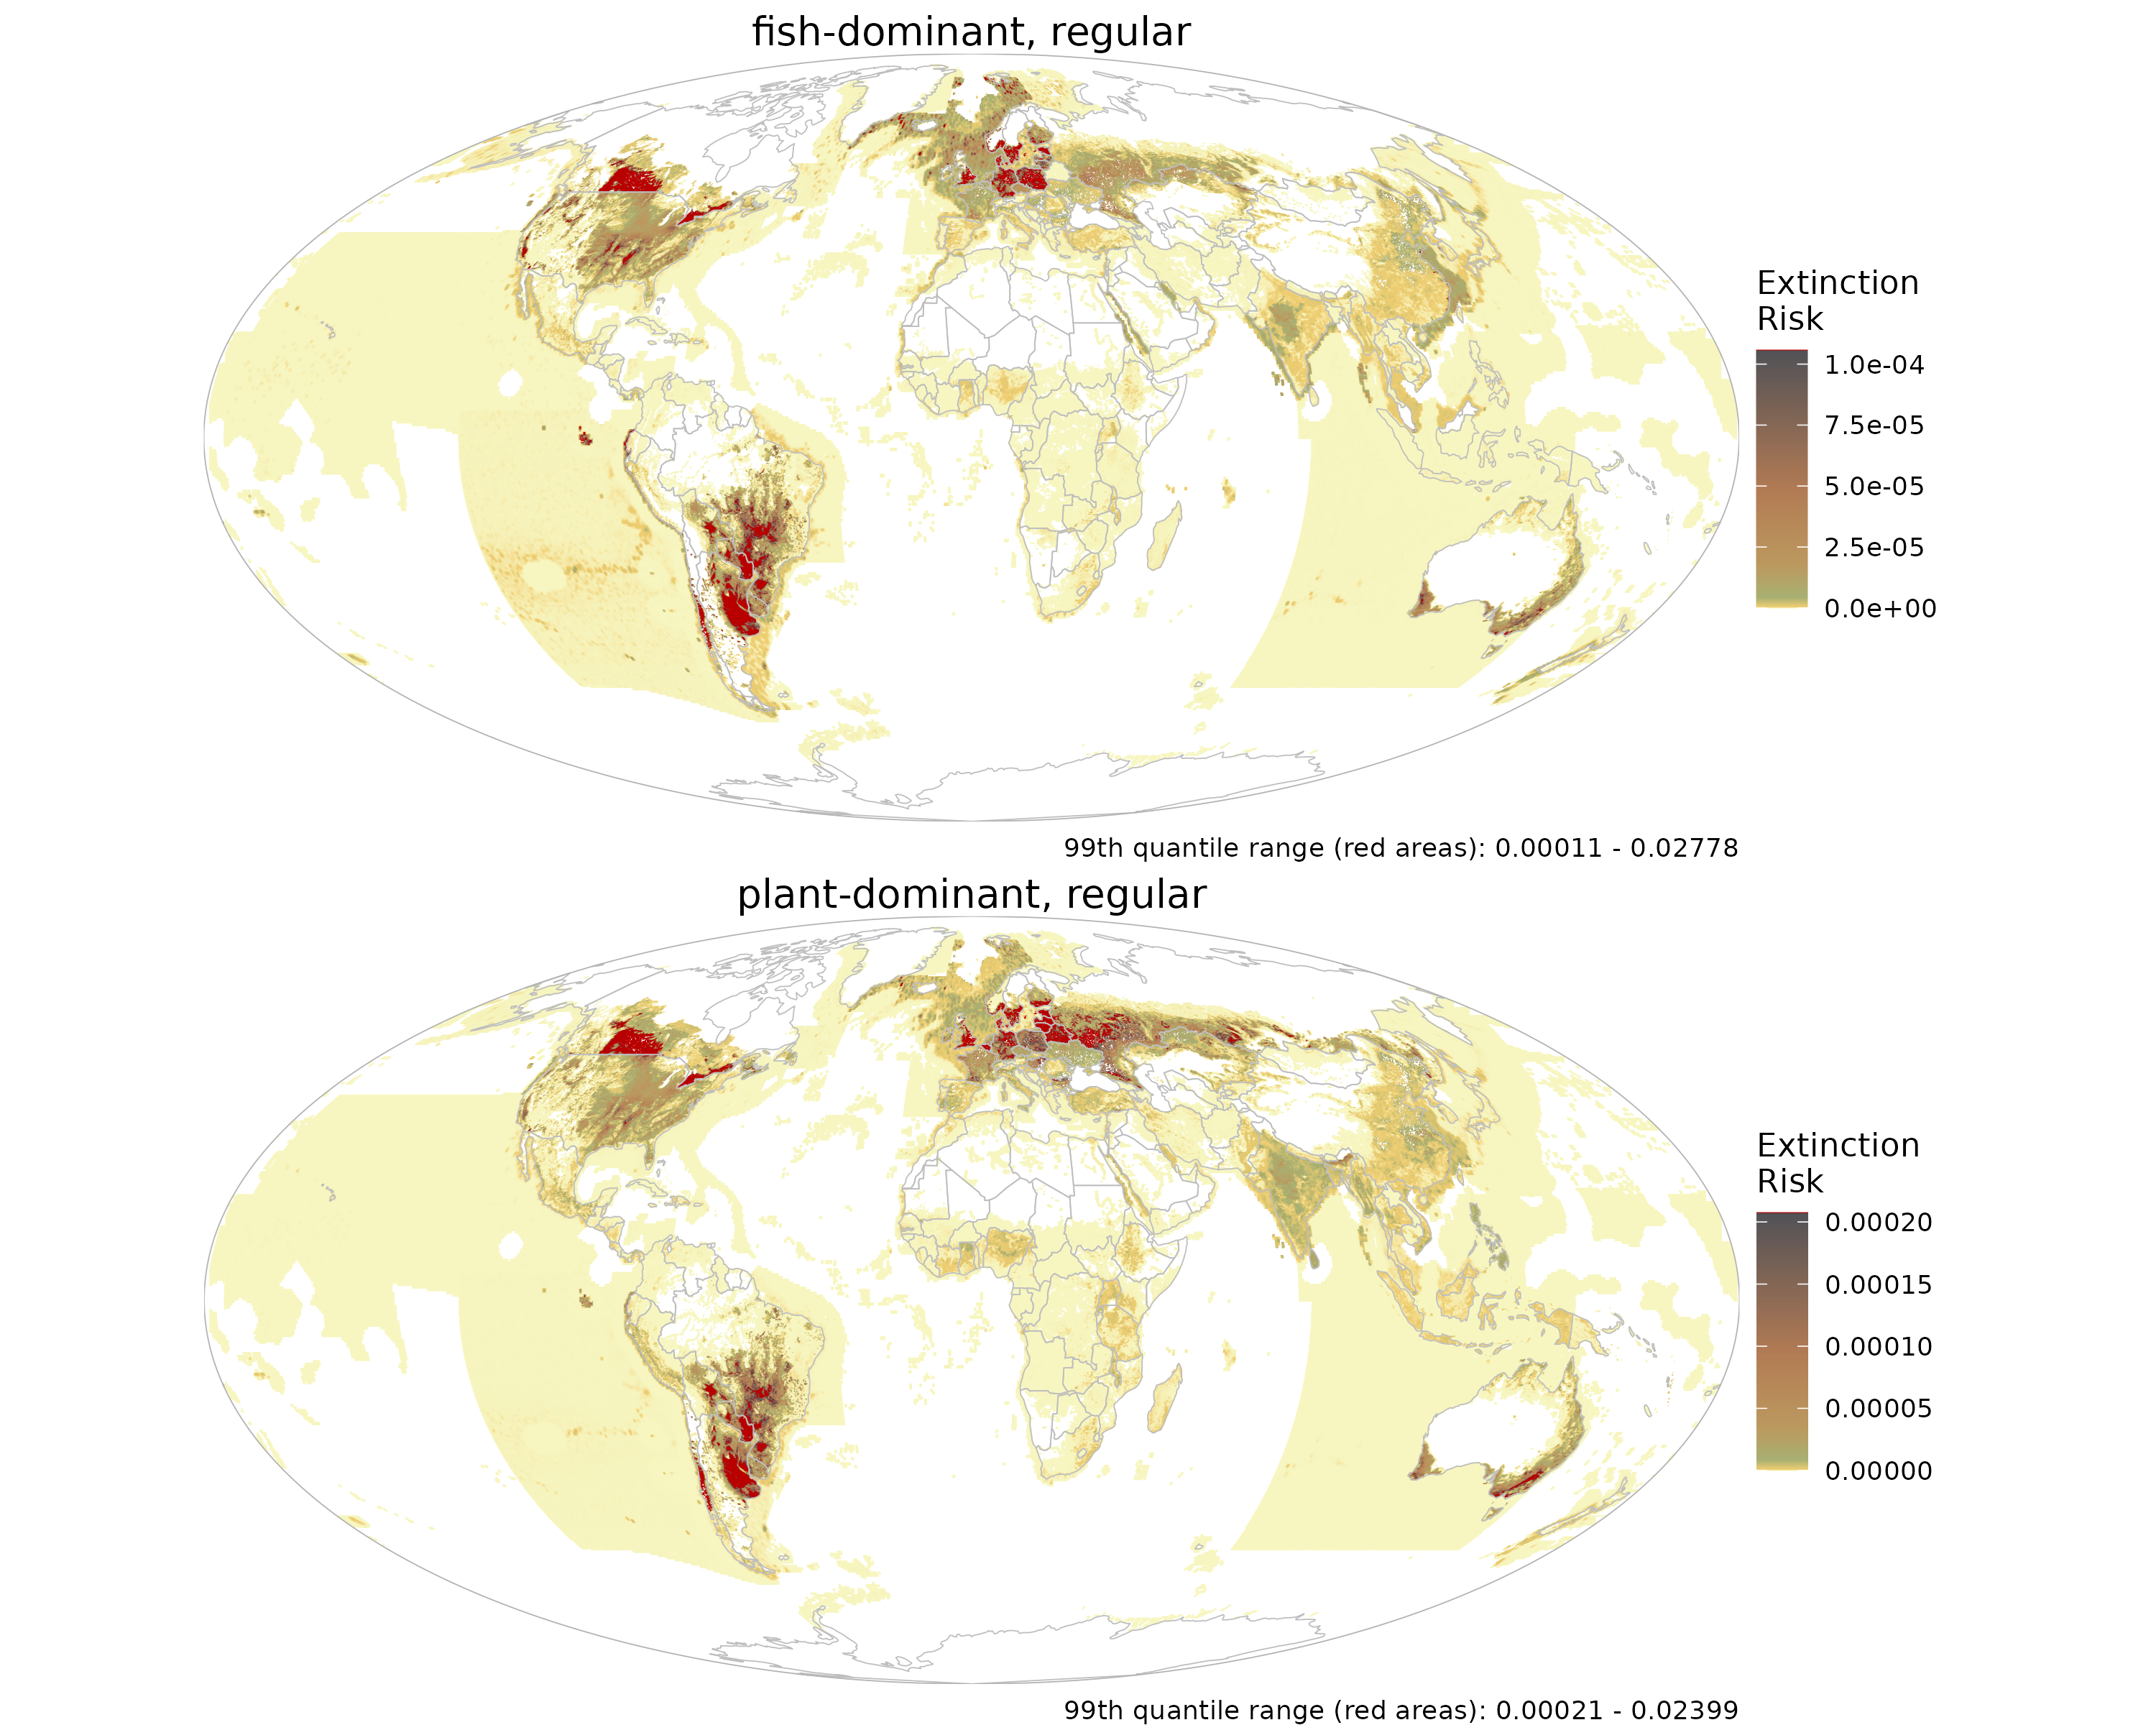 fish-dominant, regular
Extinction
Risk
1.0e-04
7.5e-05
5.0e-05
2.5e-05
0.0e+00
99th quantile range (red areas): 0.00011 - 0.02778
plant-dominant, regular
Extinction
Risk
0.00020
0.00015
0.00010
0.00005
0.00000
99th quantile range (red areas): 0.00021 - 0.02399